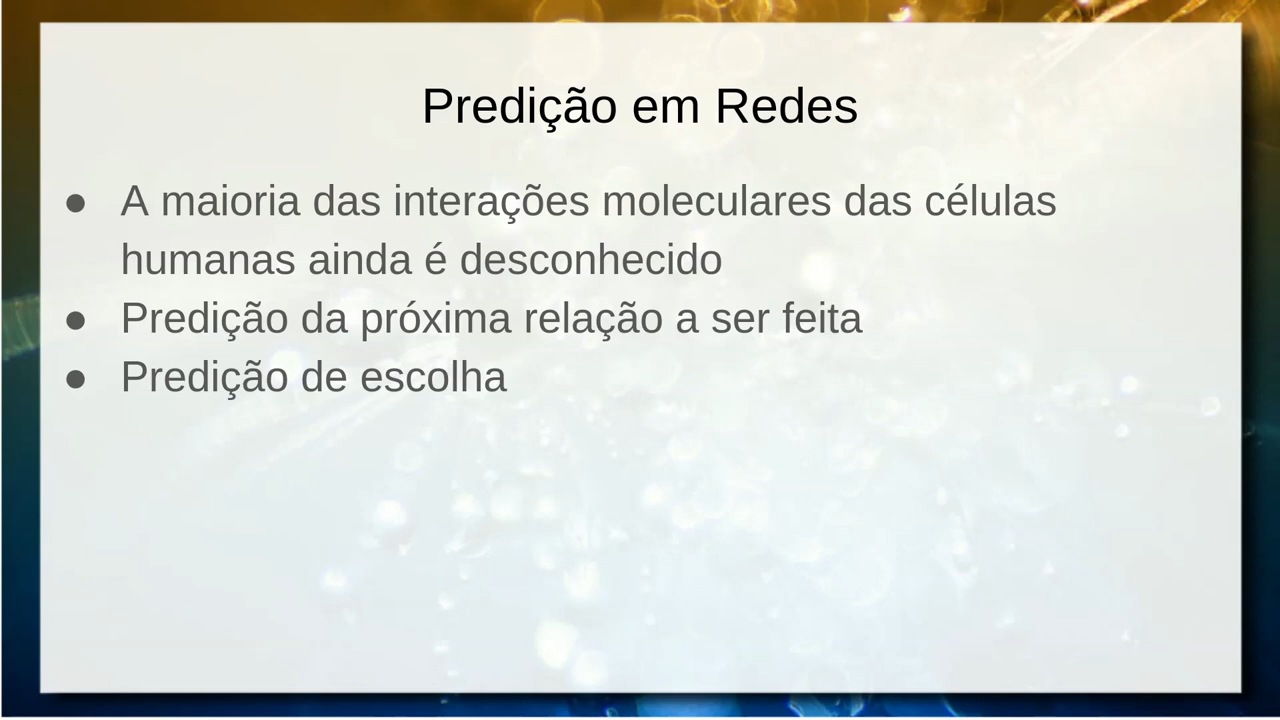 Predição em Redes
● A maioria das interações moleculares das células
humanas ainda é desconhecido
● Predição da próxima relação a ser feita
● Predição de escolha